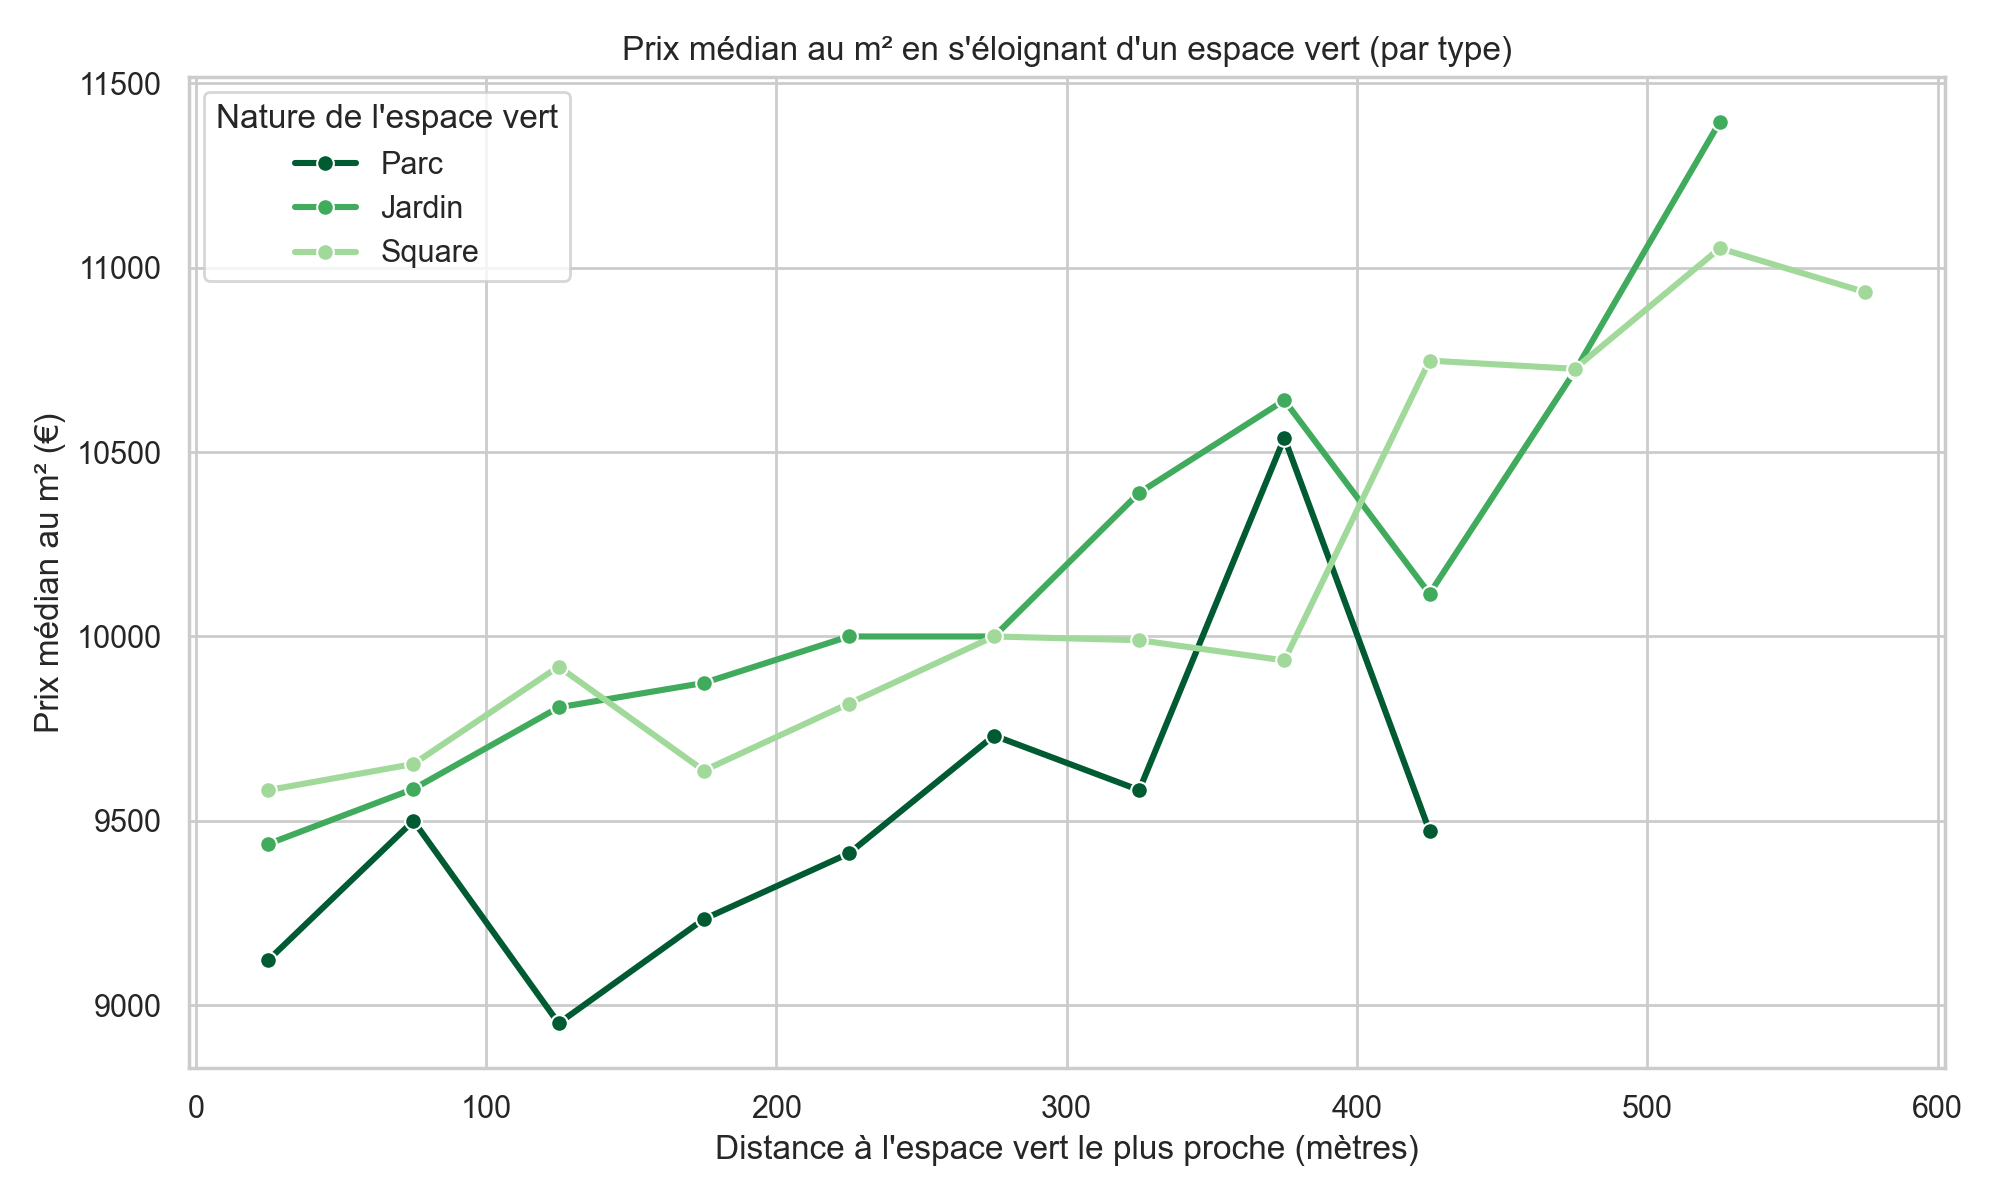 Prix médian au m² en s'éloignant d'un espace vert (par type)
Nature de l'espace vert
Parc
Jardin
Square
Prix médian au m² (€)
11500
11000
10500
10000
9500
9000
0 100 200 300 400 500 600
Distance à l'espace vert le plus proche (mètres)